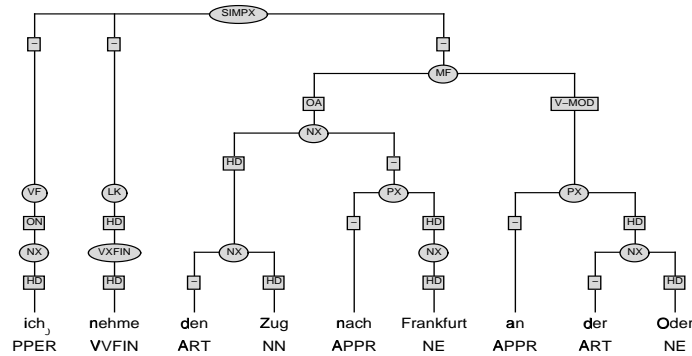 SIMPX
– – –
MF
OA V–MOD
NX
HD –
VF LK PX PX
ON HD – HD – HD
NX VXFIN NX NX NX
HD HD – HD HD – HD
ich nehme den Zug nach Frankfurt an der Oder
PPER VVFIN ART NN APPR NE APPR ART NE